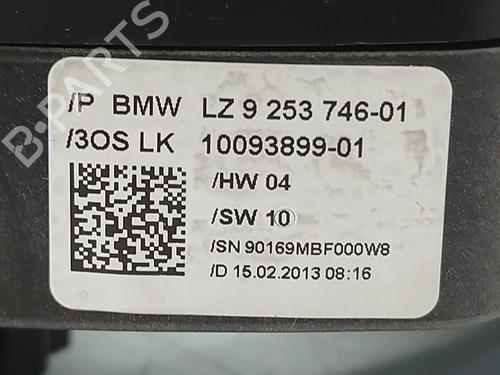 /P BMW LZ 9 253 746-01
/3OS LK 10093899-01
/HW 04
/SW 10
/SN 90169MBF000W8
/D 15.02.2013 08:16
B-PARTS